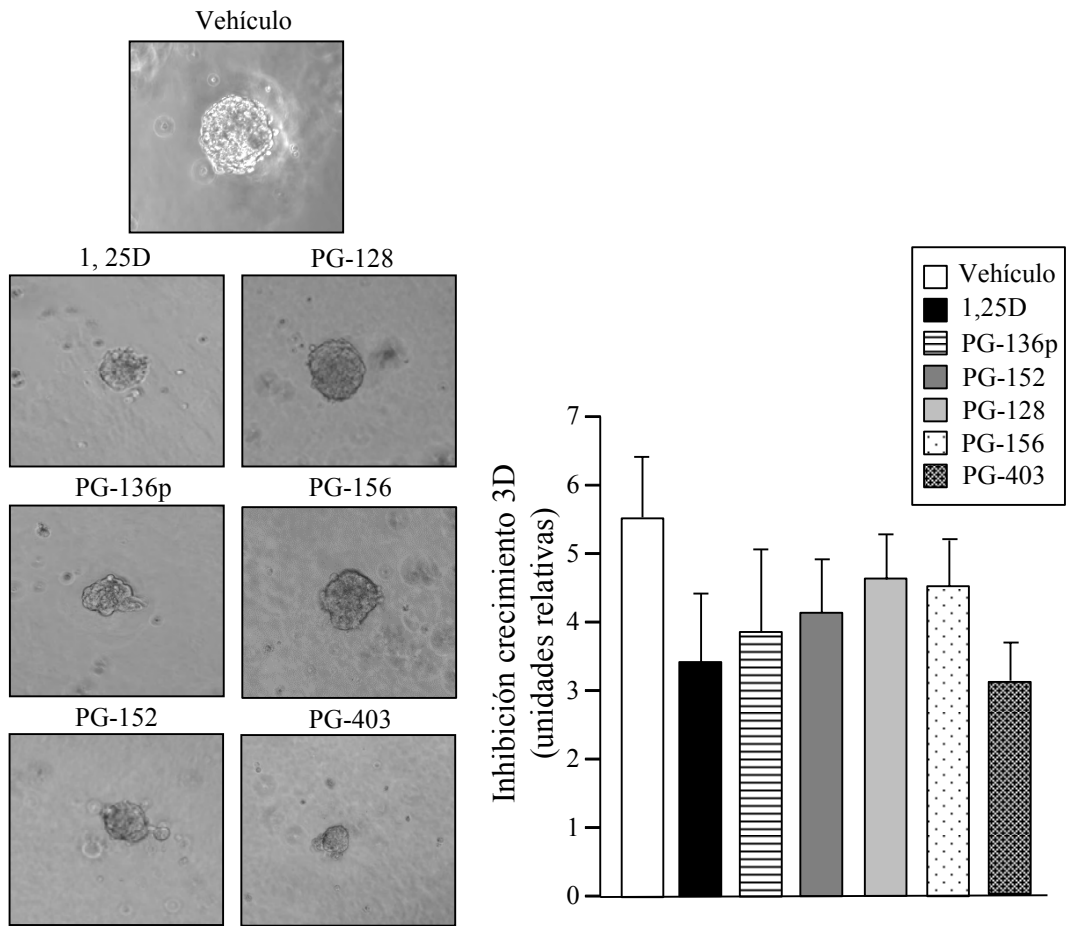 Vehículo
1, 25D
PG-128
PG-136p
PG-156
PG-152
PG-403
Vehículo
1,25D
PG-136p
PG-152
PG-128
PG-156
PG-403
Inhibición crecimiento 3D
(unidades relativas)
7
6
5
4
3
2
1
0